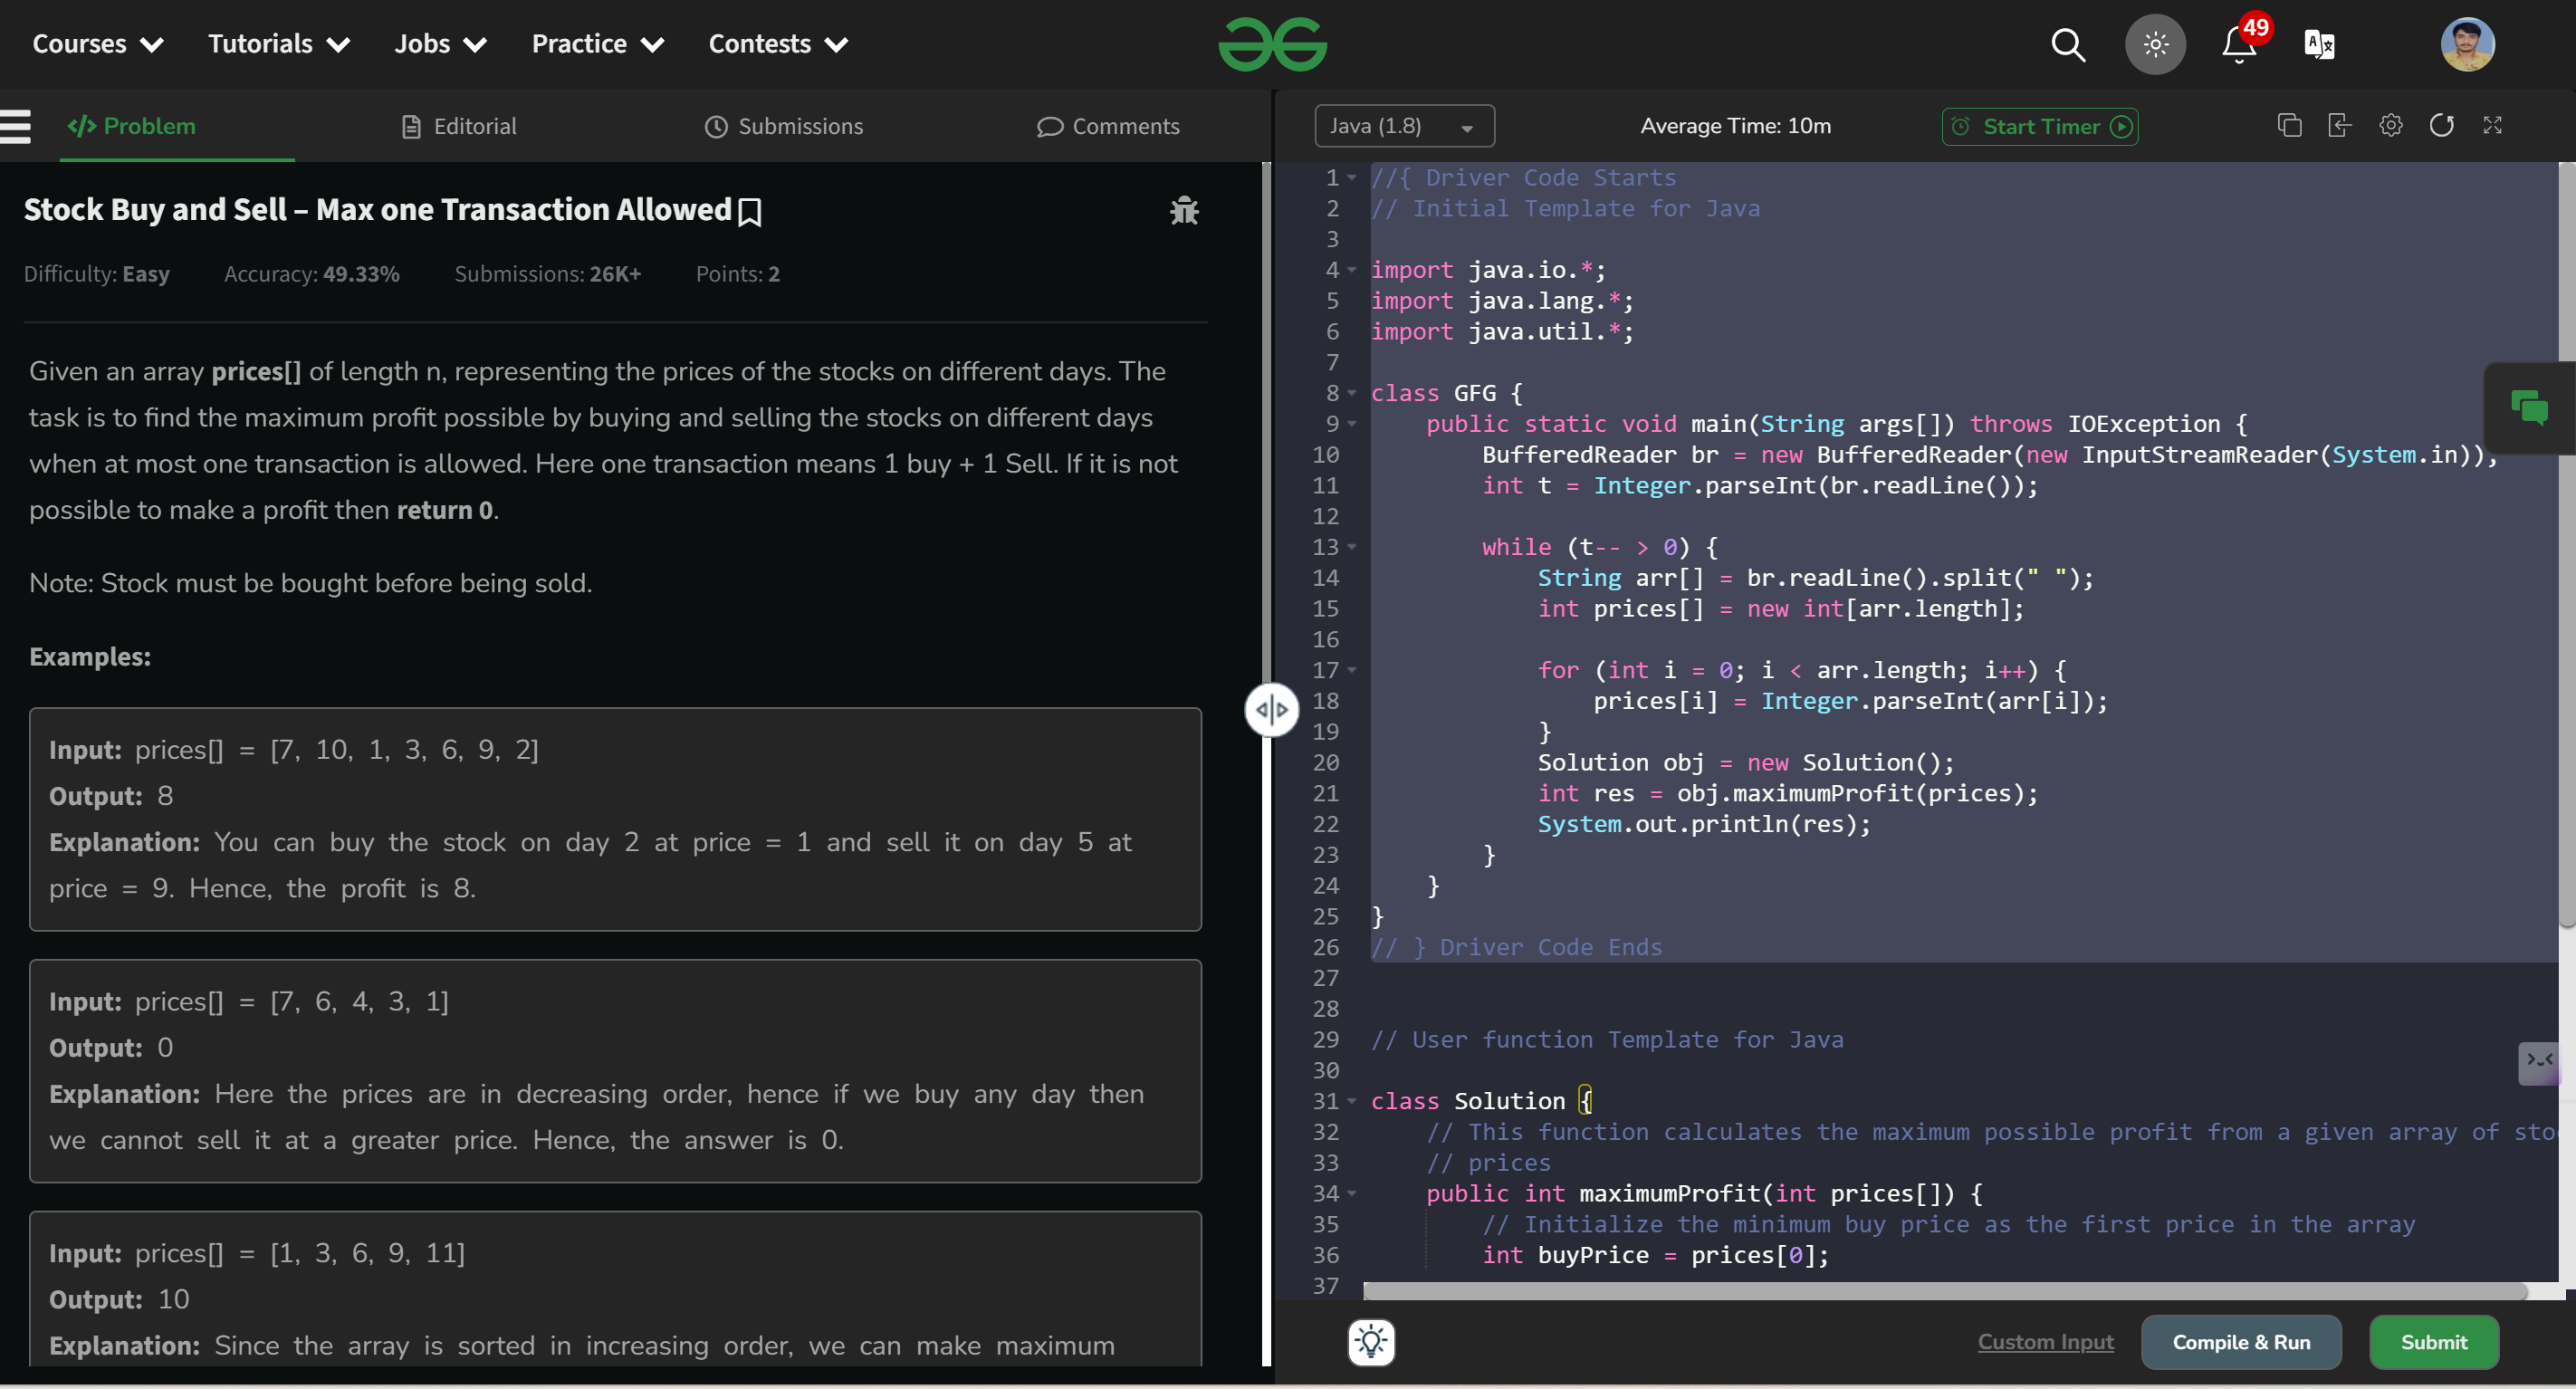 Courses Tutorials Jobs Practice Contests
49
Problem Editorial Submissions Comments
Stock Buy and Sell – Max one Transaction Allowed
Difficulty: Easy Accuracy: 49.33% Submissions: 26K+ Points: 2
Given an array prices[] of length n, representing the prices of the stocks on different days. The
task is to find the maximum profit possible by buying and selling the stocks on different days
when at most one transaction is allowed. Here one transaction means 1 buy + 1 Sell. If it is not
possible to make a profit then return 0.
Note: Stock must be bought before being sold.
Examples:
Input: prices[] = [7, 10, 1, 3, 6, 9, 2]
Output: 8
Explanation: You can buy the stock on day 2 at price = 1 and sell it on day 5 at
price = 9. Hence, the profit is 8.
Input: prices[] = [7, 6, 4, 3, 1]
Output: 0
Explanation: Here the prices are in decreasing order, hence if we buy any day then
we cannot sell it at a greater price. Hence, the answer is 0.
Input: prices[] = [1, 3, 6, 9, 11]
Output: 10
Explanation: Since the array is sorted in increasing order, we can make maximum
Java (1.8) Average Time: 10m Start Timer
1 //{ Driver Code Starts
2 // Initial Template for Java
3
4 import java.io.*;
5 import java.lang.*;
6 import java.util.*;
7
8 class GFG {
9 public static void main(String args[]) throws IOException {
10 BufferedReader br = new BufferedReader(new InputStreamReader(System.in));
11 int t = Integer.parseInt(br.readLine());
12
13 while (t-- > 0) {
14 String arr[] = br.readLine().split(" ");
15 int prices[] = new int[arr.length];
16
17 for (int i = 0; i < arr.length; i++) {
18 prices[i] = Integer.parseInt(arr[i]);
19 }
20 Solution obj = new Solution();
21 int res = obj.maximumProfit(prices);
22 System.out.println(res);
23 }
24 }
25 }
26 // } Driver Code Ends
27
28
29 // User function Template for Java
30
31 class Solution {
32 // This function calculates the maximum possible profit from a given array of sto
33 // prices
34 public int maximumProfit(int prices[]) {
35 // Initialize the minimum buy price as the first price in the array
36 int buyPrice = prices[0];
37
Custom Input Compile & Run Submit